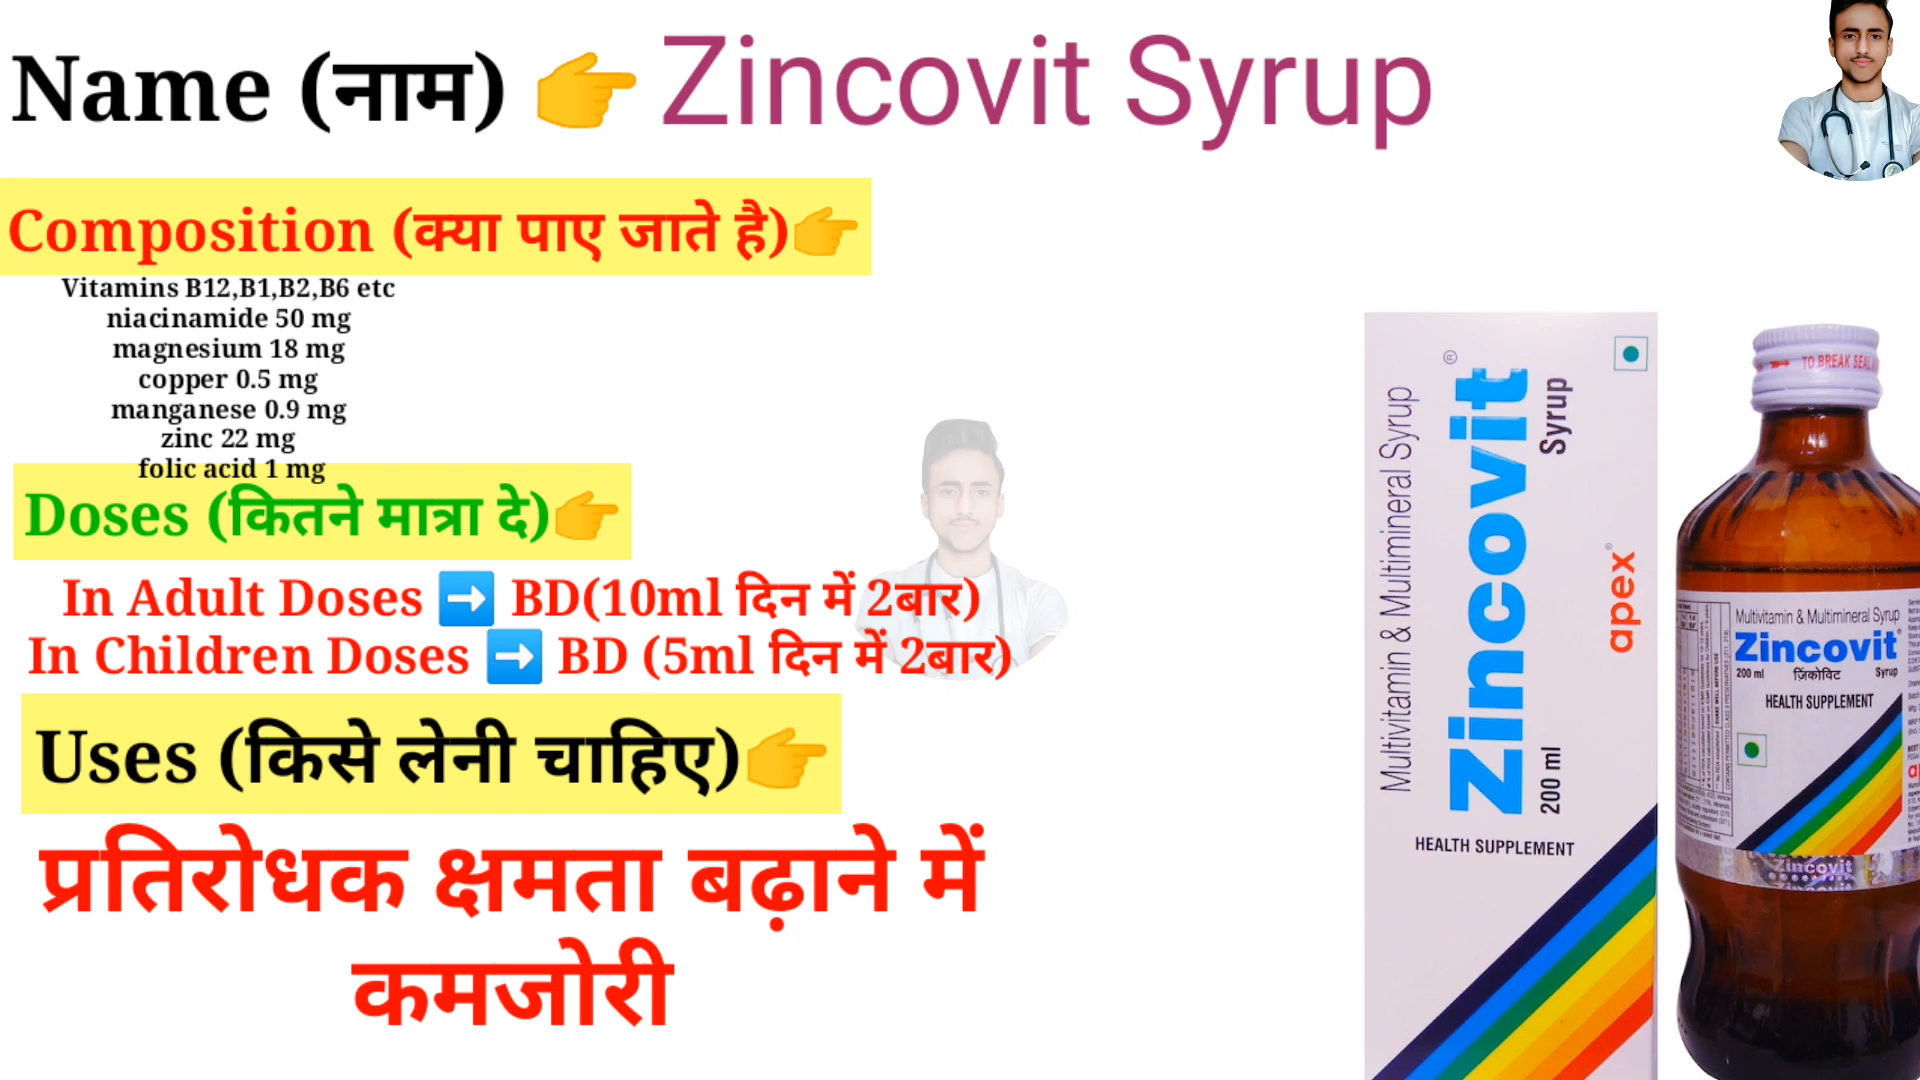 Name (नाम) 👉 Zincovit Syrup
Composition (क्या पाए जाते है)👉
Vitamins B12,B1,B2,B6 etc
niacinamide 50 mg
magnesium 18 mg
copper 0.5 mg
manganese 0.9 mg
zinc 22 mg
folic acid 1 mg
Doses (कितने मात्रा दे)👉
In Adult Doses ➡️ BD(10ml दिन में 2बार)
In Children Doses ➡️ BD (5ml दिन में 2बार)
Uses (किसे लेनी चाहिए)👉
प्रतिरोधक क्षमता बढ़ाने में
कमजोरी
Multivitamin & Multimineral Syrup
Zincovit®
Syrup
200 ml
apex®
HEALTH SUPPLEMENT
TO BREAK SEAL
Multivitamin & Multimineral Syrup
Zincovit
200 ml ज़िंकोविट Syrup
HEALTH SUPPLEMENT
Zincovit